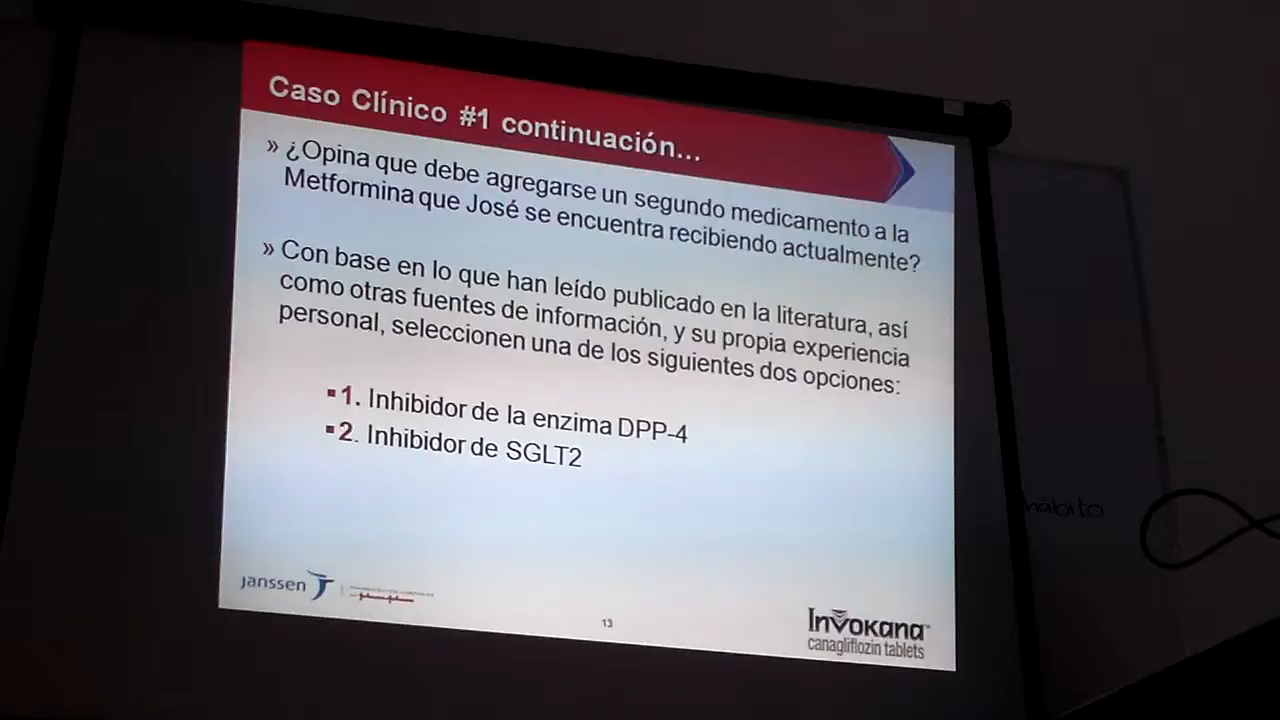 Caso Clínico #1 continuación...
» ¿Opina que debe agregarse un segundo medicamento a la
Metformina que José se encuentra recibiendo actualmente?
» Con base en lo que han leído publicado en la literatura, así
como otras fuentes de información, y su propia experiencia
personal, seleccionen una de los siguientes dos opciones:
▪1. Inhibidor de la enzima DPP-4
▪2. Inhibidor de SGLT2
janssen
13
Invokana™
canagliflozin tablets
hábito